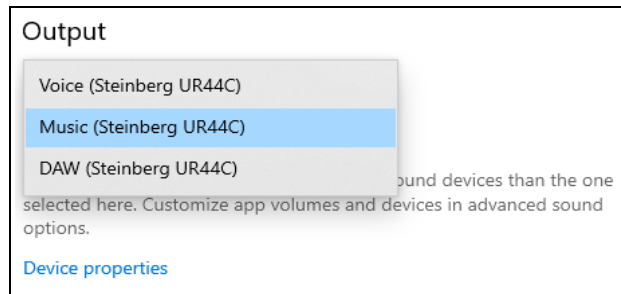 Output
Voice (Steinberg UR44C)
Music (Steinberg UR44C)
DAW (Steinberg UR44C)
devices than the one
selected here. Customize app volumes and devices in advanced sound
options.
Device properties